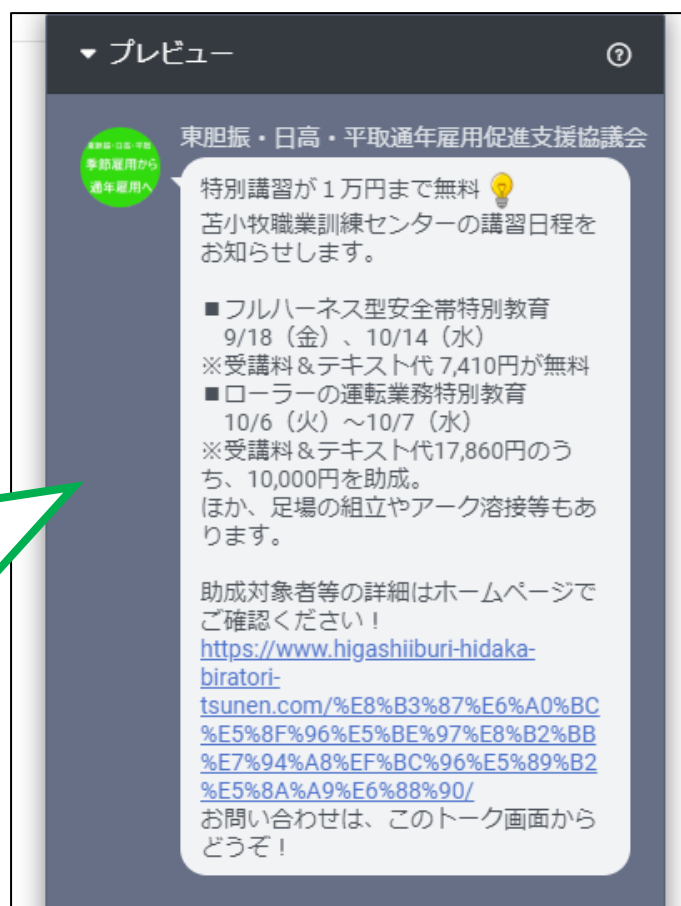 プレビュー
東胆振・日高・平取通年雇用促進支援協議会
東胆振・日高・平取
季節雇用から
通年雇用へ
特別講習が1万円まで無料💡
苫小牧職業訓練センターの講習日程を
お知らせします。
■フルハーネス型安全帯特別教育
9/18（金）、10/14（水）
※受講料＆テキスト代 7,410円が無料
■ローラーの運転業務特別教育
10/6（火）～10/7（水）
※受講料＆テキスト代17,860円のう
ち、10,000円を助成。
ほか、足場の組立やアーク溶接等もあ
ります。
助成対象者等の詳細はホームページで
ご確認ください！
https://www.higashiiburi-hidaka-
biratori-
tsunen.com/%E8%B3%87%E6%A0%BC
%E5%8F%96%E5%BE%97%E8%B2%BB
%E7%94%A8%EF%BC%96%E5%89%B2
%E5%8A%A9%E6%88%90/
お問い合わせは、このトーク画面から
どうぞ！